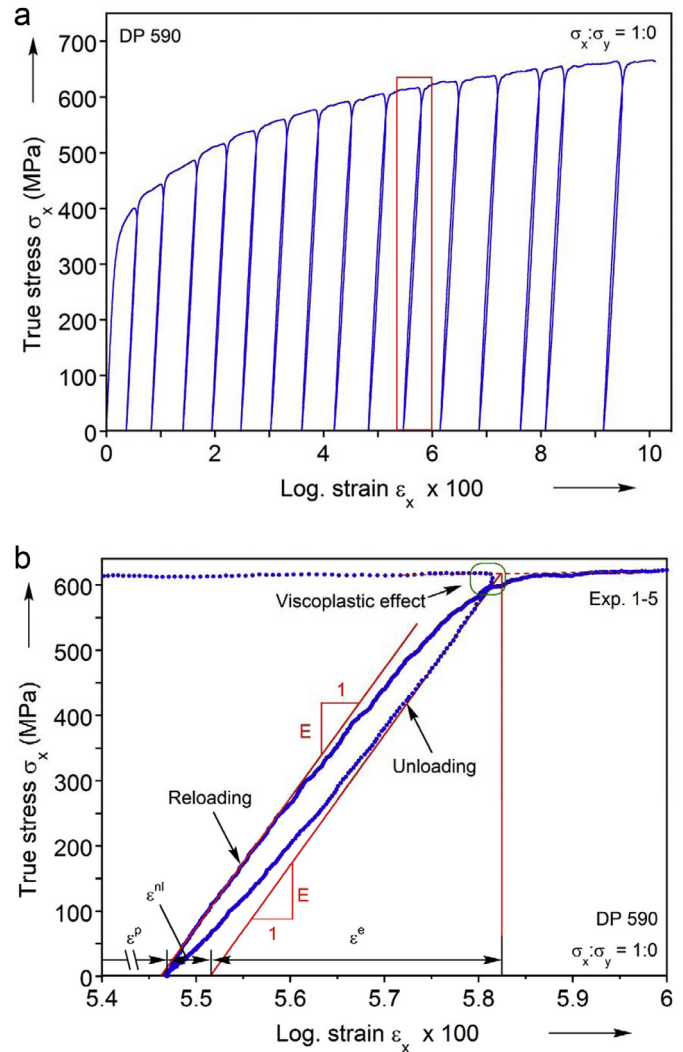 a
DP 590
σx:σy = 1:0
True stress σx (MPa)
700
600
500
400
300
200
100
0
0 2 4 6 8 10
Log. strain εx x 100
b
Viscoplastic effect
Exp. 1-5
True stress σx (MPa)
600
500
400
300
200
100
0
1
E
Unloading
Reloading
E
1
εnl
εp
εe
DP 590
σx:σy = 1:0
5.4 5.5 5.6 5.7 5.8 5.9 6
Log. strain εx x 100